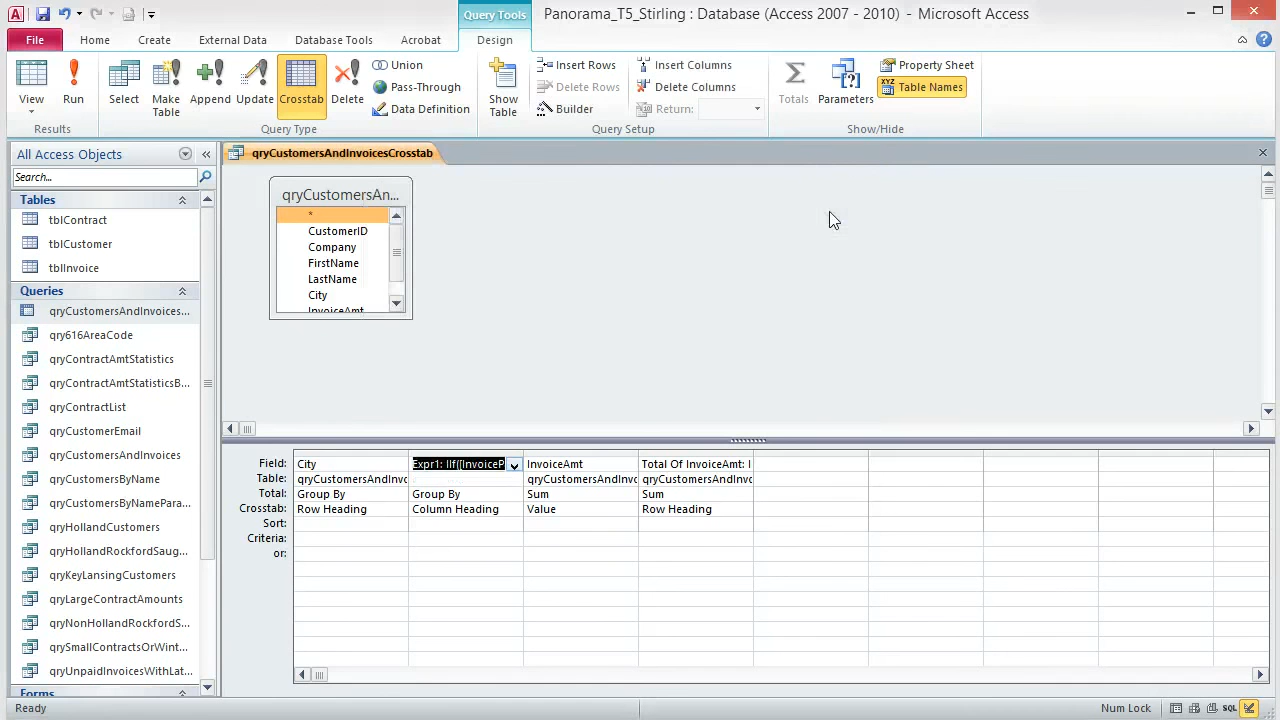 Panorama_T5_Stirling : Database (Access 2007 - 2010) - Microsoft Access
Query Tools
File Home Create External Data Database Tools Acrobat Design
View
Run
Results
Select
Make Table
Append
Update
Crosstab
Delete
Union
Pass-Through
Data Definition
Query Type
Show Table
Insert Rows
Delete Rows
Builder
Insert Columns
Delete Columns
Return:
Query Setup
Totals
Parameters
Property Sheet
Table Names
Show/Hide
All Access Objects
Search...
Tables
tblContract
tblCustomer
tblInvoice
Queries
qryCustomersAndInvoices...
qry616AreaCode
qryContractAmtStatistics
qryContractAmtStatisticsB...
qryContractList
qryCustomerEmail
qryCustomersAndInvoices
qryCustomersByName
qryCustomersByNamePara...
qryHollandCustomers
qryHollandRockfordSaug...
qryKeyLansingCustomers
qryLargeContractAmounts
qryNonHollandRockfordS...
qrySmallContractsOrWint...
qryUnpaidInvoicesWithLat...
Forms
qryCustomersAndInvoicesCrosstab
qryCustomersAn...
*
CustomerID
Company
FirstName
LastName
City
InvoiceAmt
Field: City Expr1: IIf([InvoiceP InvoiceAmt Total Of InvoiceAmt: I
Table: qryCustomersAndInvo qryCustomersAndInvo qryCustomersAndInvo
Total: Group By Group By Sum Sum
Crosstab: Row Heading Column Heading Value Row Heading
Sort:
Criteria:
or:
Ready
Num Lock
SQL